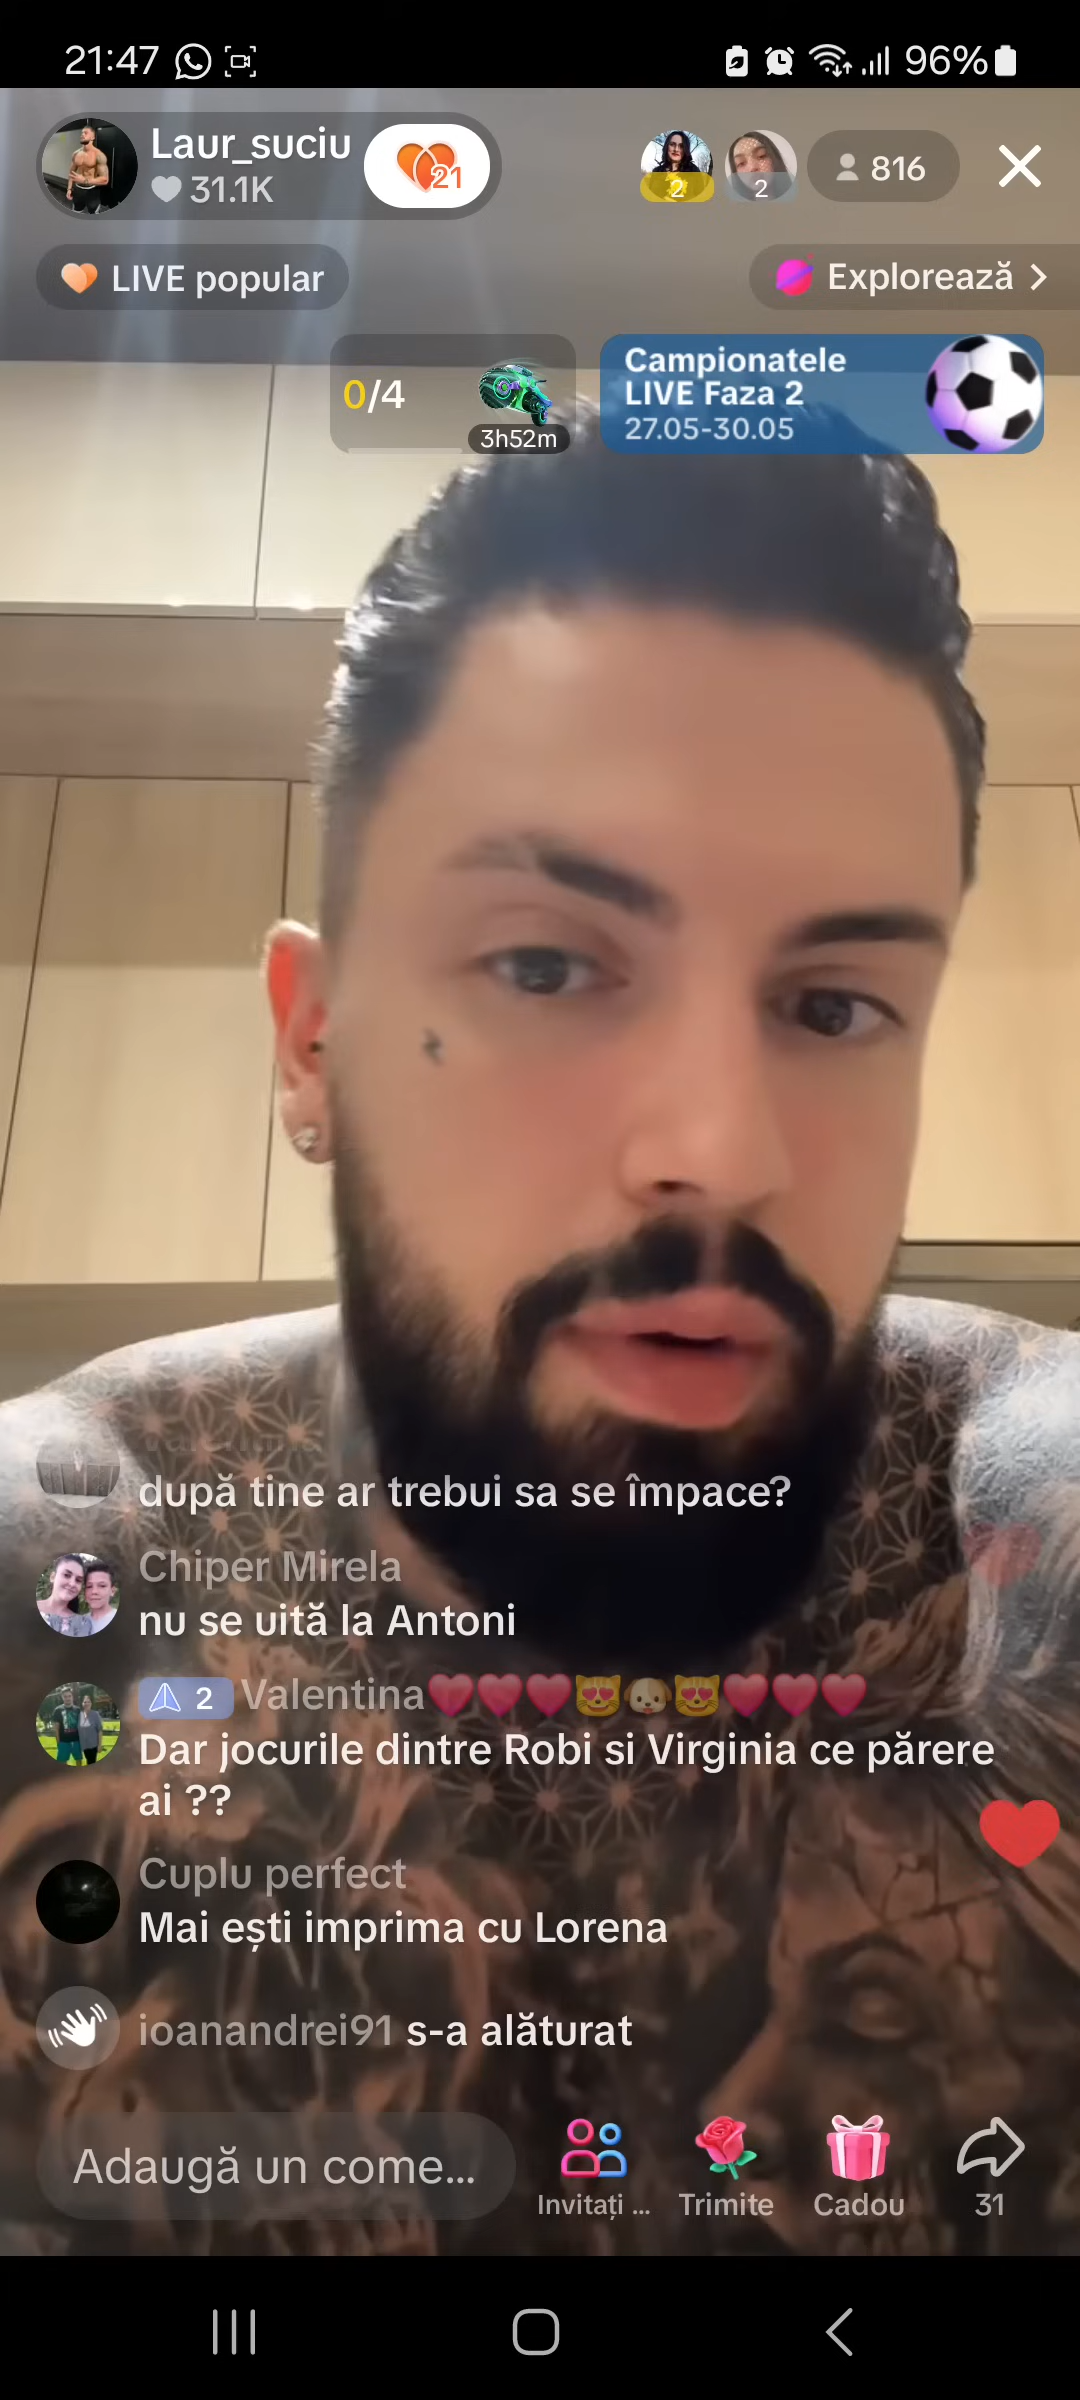 21:47
96%
Laur_suciu
31.1K
21
2
2
816
LIVE popular
Explorează
0/4
3h52m
Campionatele
LIVE Faza 2
27.05-30.05
după tine ar trebui sa se împace?
Chiper Mirela
nu se uită la Antoni
2 Valentina💗💗💗😻🐶😻💗💗💗
Dar jocurile dintre Robi si Virginia ce părere
ai ??
Cuplu perfect
Mai ești imprima cu Lorena
ioanandrei91 s-a alăturat
Adaugă un come...
Invitați ...
Trimite
Cadou
31